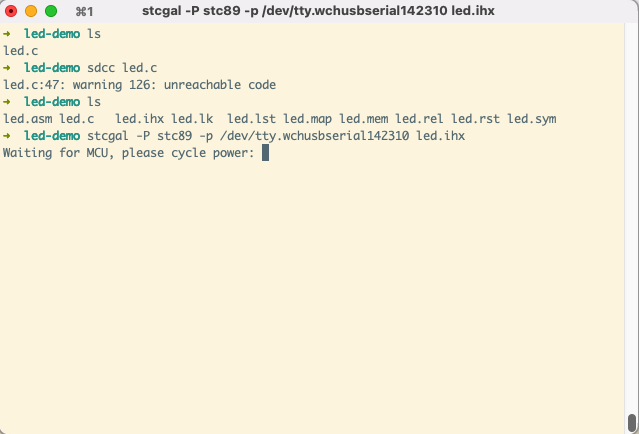 ⌘1 stcgal -P stc89 -p /dev/tty.wchusbserial142310 led.ihx
➜ led-demo ls
led.c
➜ led-demo sdcc led.c
led.c:47: warning 126: unreachable code
➜ led-demo ls
led.asm led.c led.ihx led.lk led.lst led.map led.mem led.rel led.rst led.sym
➜ led-demo stcgal -P stc89 -p /dev/tty.wchusbserial142310 led.ihx
Waiting for MCU, please cycle power: